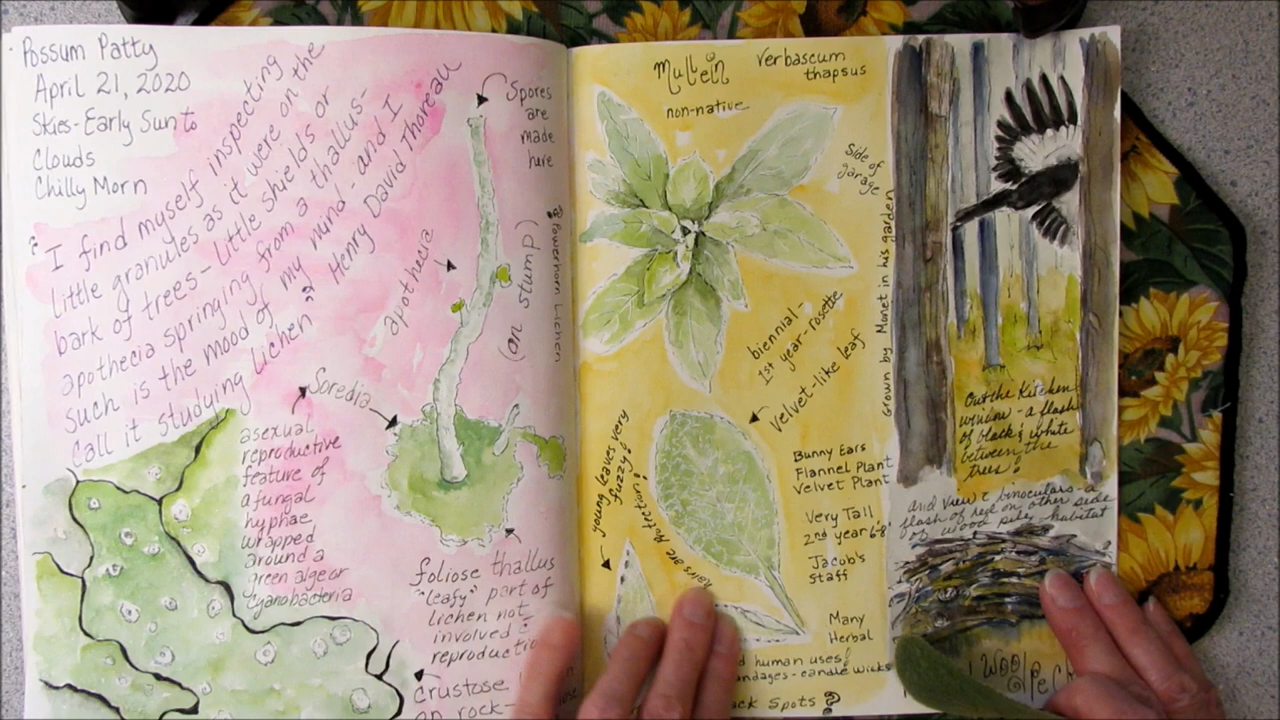 Possum Patty
April 21, 2020
Skies-Early Sun to
Clouds
Chilly Morn
I find myself inspecting
little granules as it were on the
bark of trees - little shields or
apothecia springing from a thallus-
such is the mood of my mind - and I
call it studying lichen"
Henry David Thoreau
Spores
are
made
here
apothecia
(on stump)
Powderhorn Lichen
Soredia
asexual
reproductive
feature of
a fungal
hyphae
wrapped
around a
green alge or
cyanobacteria
foliose thallus
"leafy" part of
lichen not
involved c̄
reproductio
crustose
on rock-
Mullein
Verbascum
thapsus
non-native
Side of
garage
grown by Monet in his garden
biennial-
1st year-rosette
velvet-like leaf
young leaves very
fuzzy!
hairs are protection!
Bunny Ears
Flannel Plant
Velvet Plant
Very Tall
2nd year 6-8'
Jacob's
Staff
Many
Herbal
d human uses!
andages-candle wicks
ack Spots?
Out the Kitchen
window - a flash
of black & white
between the
trees!
and view c̄ binoculars-a
flash of red on other side
of wood pile habitat